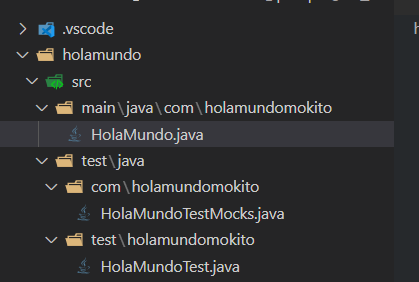 .vscode
holamundo
src
main\java\com\holamundomokito
HolaMundo.java
test\java
com\holamundomokito
HolaMundoTestMocks.java
test\holamundomokito
HolaMundoTest.java